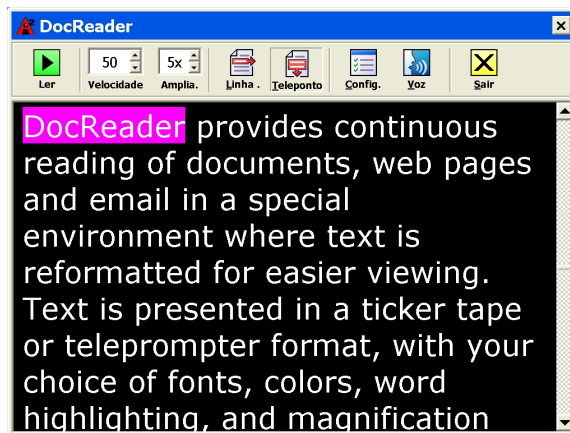 DocReader
50 5x
Ler Velocidade Amplia. Linha . Teleponto Config. Voz Sair
DocReader provides continuous
reading of documents, web pages
and email in a special
environment where text is
reformatted for easier viewing.
Text is presented in a ticker tape
or teleprompter format, with your
choice of fonts, colors, word
highlighting, and magnification